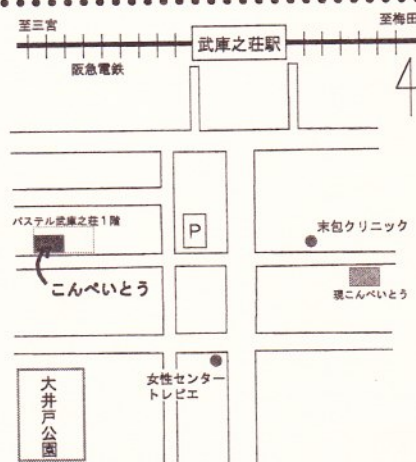 至三宮
至梅田
武庫之荘駅
阪急電鉄
パステル武庫之荘1階
P
末包クリニック
こんぺいとう
現こんぺいとう
女性センター
トレピエ
大井戸公園